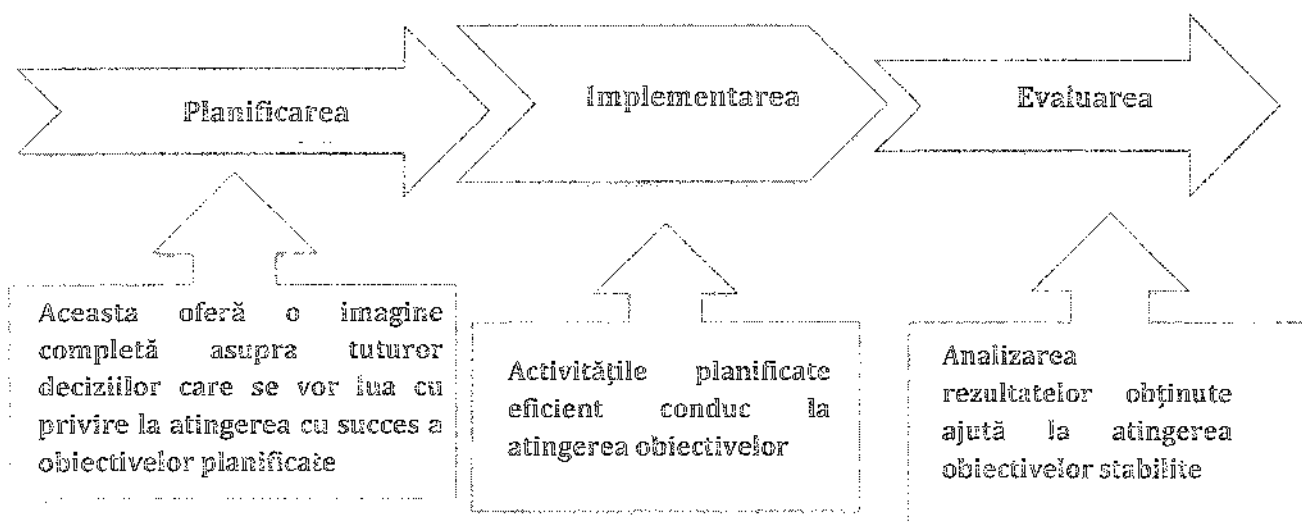 Planificarea
Implementarea
Evaluarea
Aceasta oferă o imagine
completă asupra tuturor
deciziilor care se vor lua cu
privire la atingerea cu succes a
obiectivelor planificate
Activitățile planificate
eficient conduc la
atingerea obiectivelor
Analizarea
rezultatelor obținute
ajută la atingerea
obiectivelor stabilite